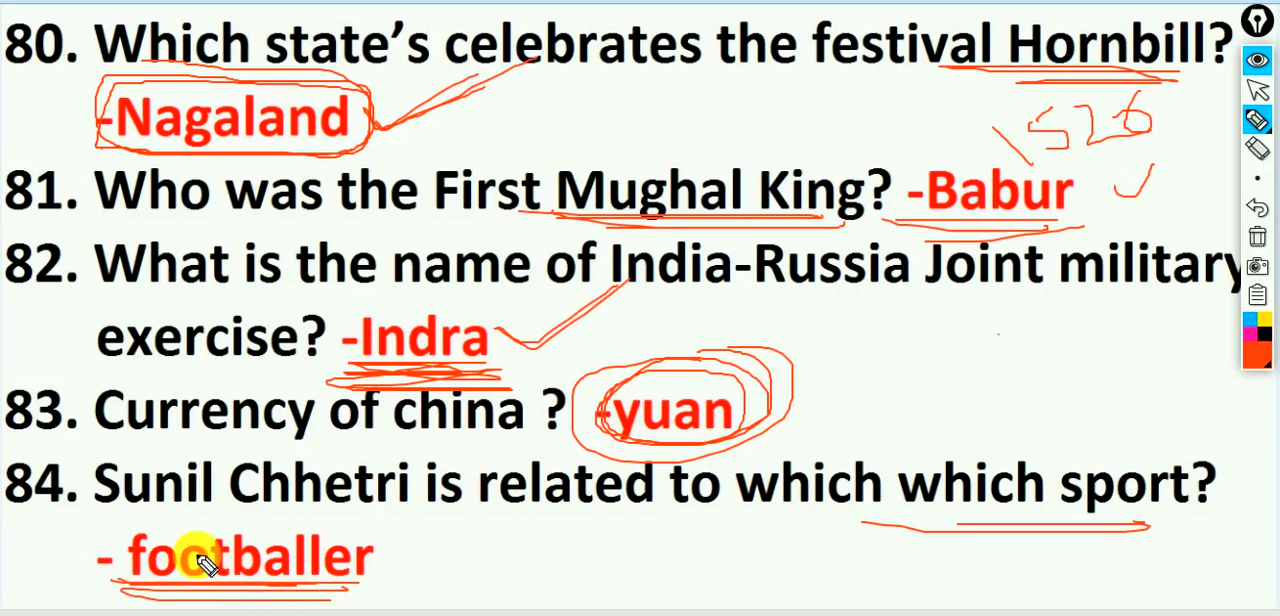 80. Which state's celebrates the festival Hornbill?
-Nagaland
1526
81. Who was the First Mughal King? -Babur
82. What is the name of India-Russia Joint military
exercise? -Indra
83. Currency of china ? -yuan
84. Sunil Chhetri is related to which which sport?
- footballer